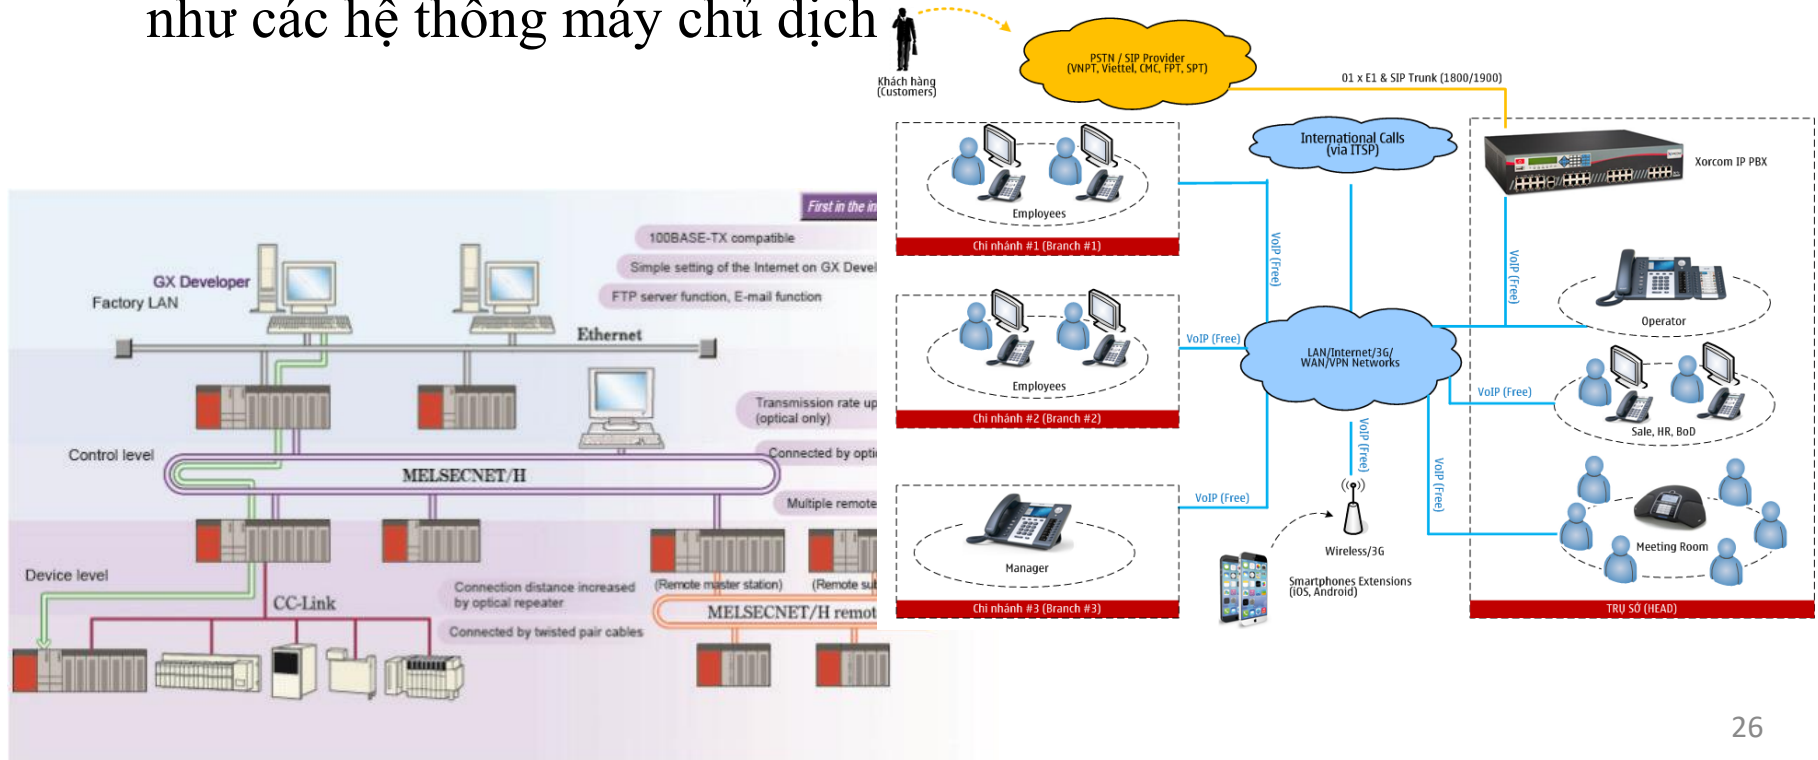 như các hệ thống máy chủ dịch
Khách hàng
(Customers)
PSTN / SIP Provider
(VNPT, Viettel, CMC, FPT, SPT)
01 x E1 & SIP Trunk (1800/1900)
International Calls
(via ITSP)
Xorcom IP PBX
Employees
Chi nhánh #1 (Branch #1)
VoIP (Free)
VoIP (Free)
Operator
Employees
Chi nhánh #2 (Branch #2)
VoIP (Free)
LAN/Internet/3G/
WAN/VPN Networks
VoIP (Free)
Sale, HR, BoD
VoIP (Free)
VoIP (Free)
VoIP (Free)
Manager
Chi nhánh #3 (Branch #3)
Wireless/3G
Smartphones Extensions
(iOS, Android)
Meeting Room
TRỤ SỞ (HEAD)
First in the in
100BASE-TX compatible
Simple setting of the Internet on GX Devel
FTP server function, E-mail function
GX Developer
Factory LAN
Ethernet
Transmission rate up
(optical only)
Control level
Connected by opti
MELSECNET/H
Multiple remote
Device level
(Remote master station)
(Remote sub
Connection distance increased
by optical repeater
CC-Link
MELSECNET/H remot
Connected by twisted pair cables
26